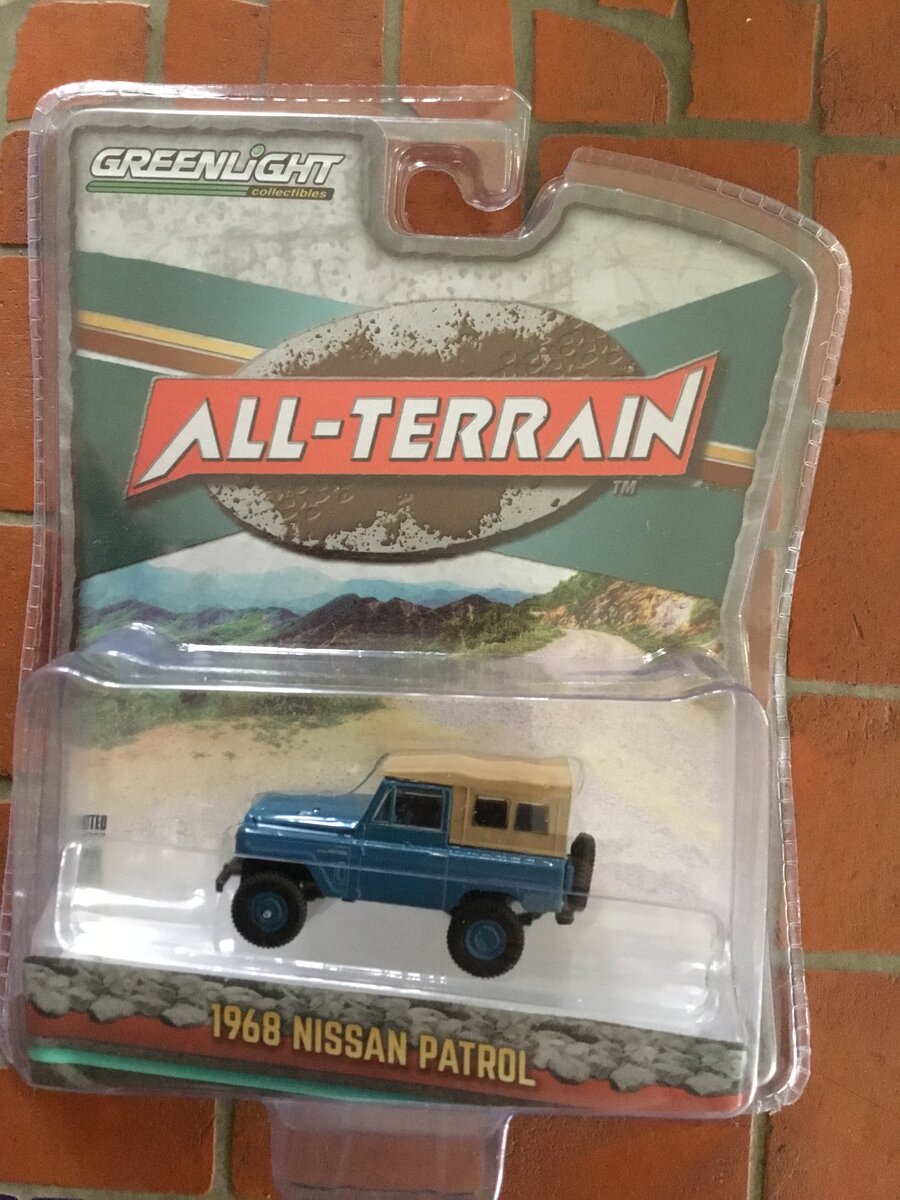 GREENLIGHT
collectibles
ALL-TERRAIN
TM
1968 NISSAN PATROL